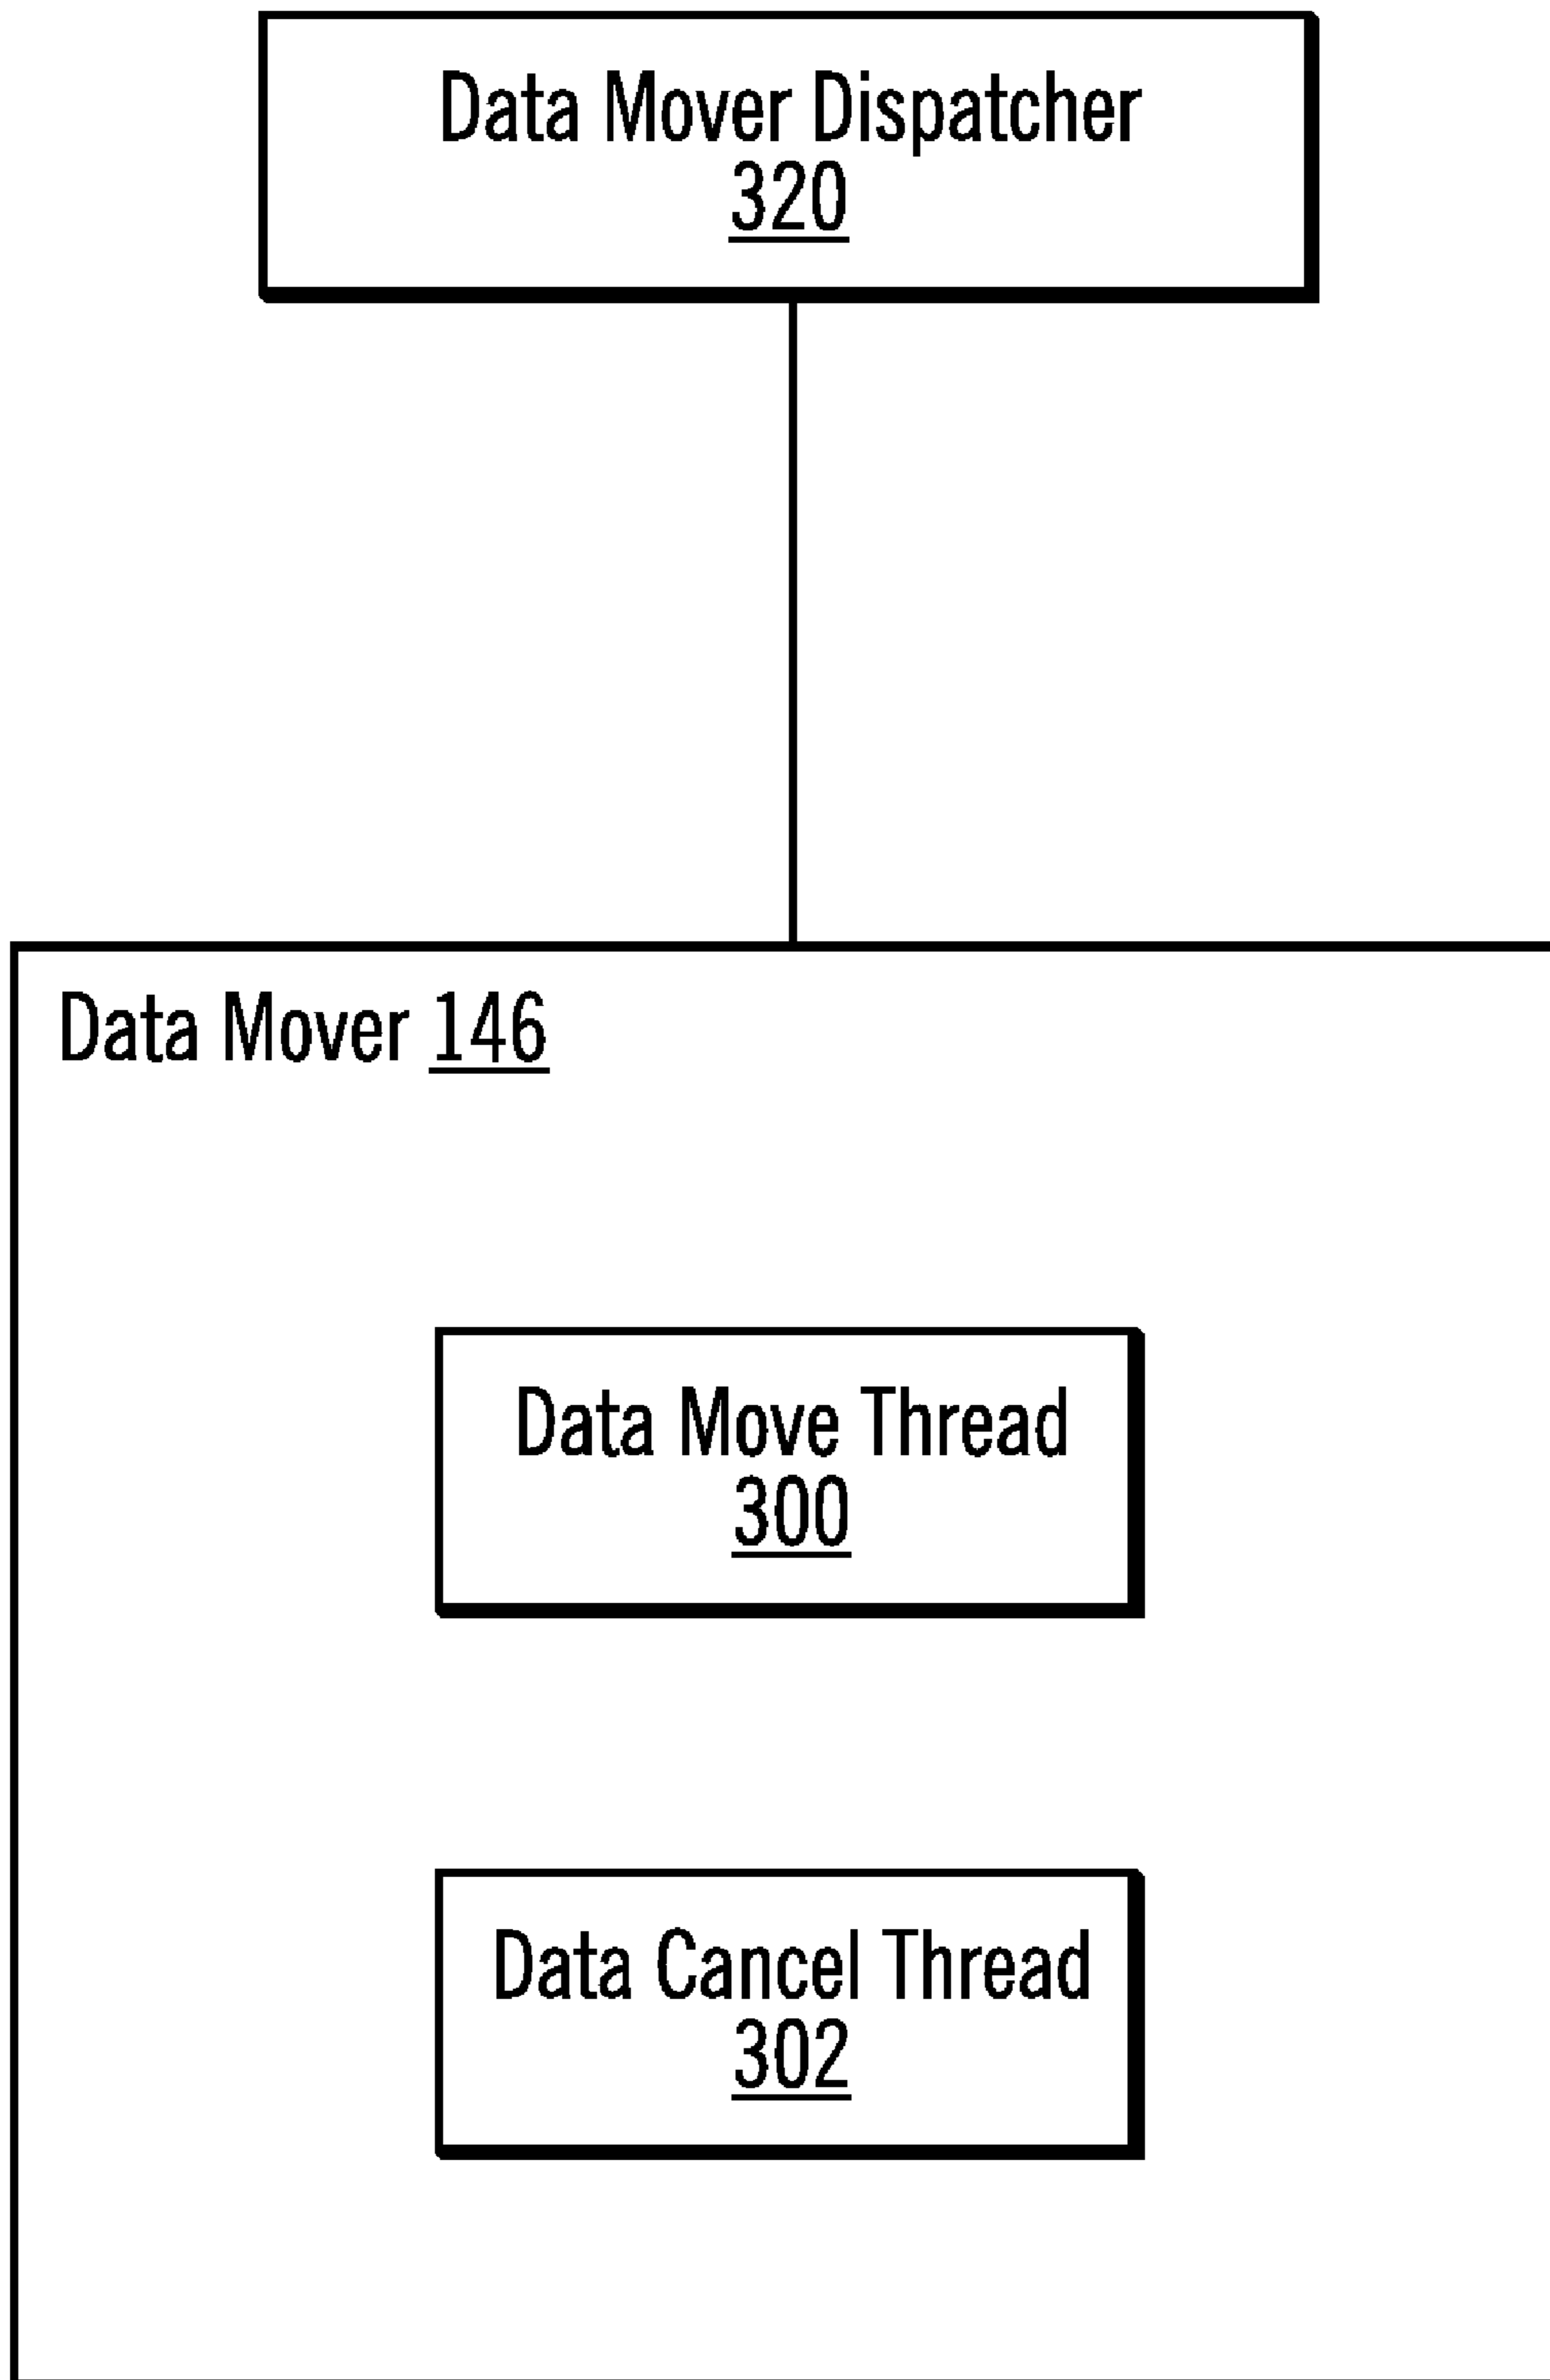 Data Mover Dispatcher
320
Data Mover 146
Data Move Thread
300
Data Cancel Thread
302